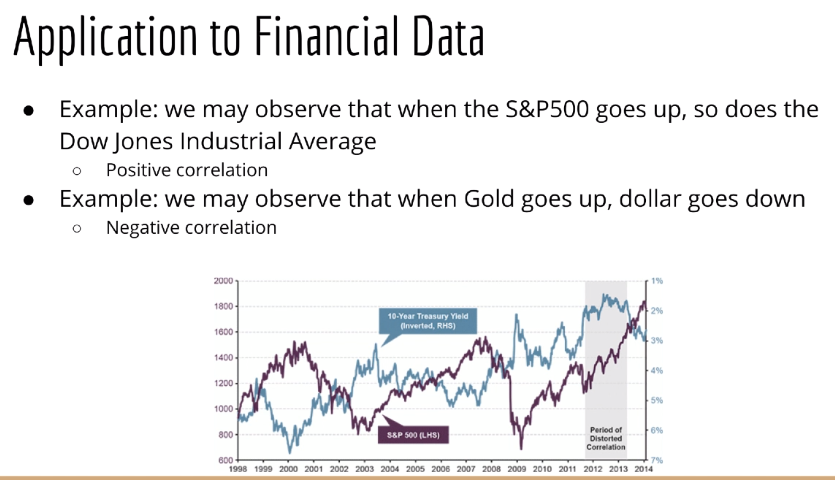 Application to Financial Data
● Example: we may observe that when the S&P500 goes up, so does the
Dow Jones Industrial Average
○ Positive correlation
● Example: we may observe that when Gold goes up, dollar goes down
○ Negative correlation
2000
1800
1600
1400
1200
1000
800
600
10-Year Treasury Yield
(Inverted, RHS)
S&P 500 (LHS)
Period of
Distorted
Correlation
1%
2%
3%
4%
5%
6%
7%
1998 1999 2000 2001 2002 2003 2004 2005 2006 2007 2008 2009 2010 2011 2012 2013 2014